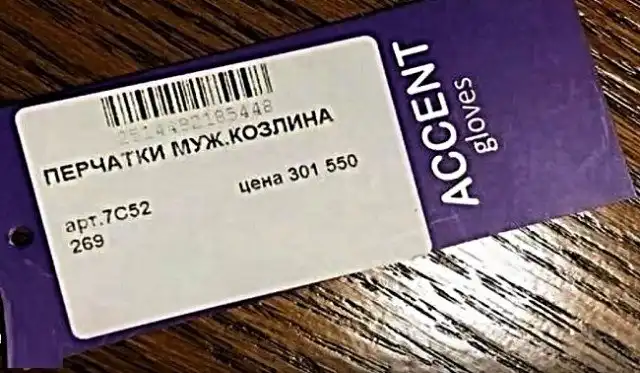 ПЕРЧАТКИ МУЖ.КОЗЛИНА
цена 301 550
арт.7С52
269
ACCENT
gloves